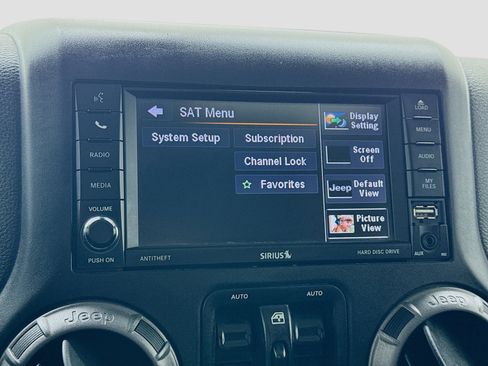 SAT Menu
System Setup
Subscription
Channel Lock
Favorites
Display Setting
Screen Off
Jeep
Default View
Picture View
RADIO
MEDIA
VOLUME
PUSH ON
LOAD
MENU
AUDIO
MY FILES
AUX
ANTITHEFT
SIRIUS
HARD DISC DRIVE
AUTO
AUTO
Jeep
Jeep